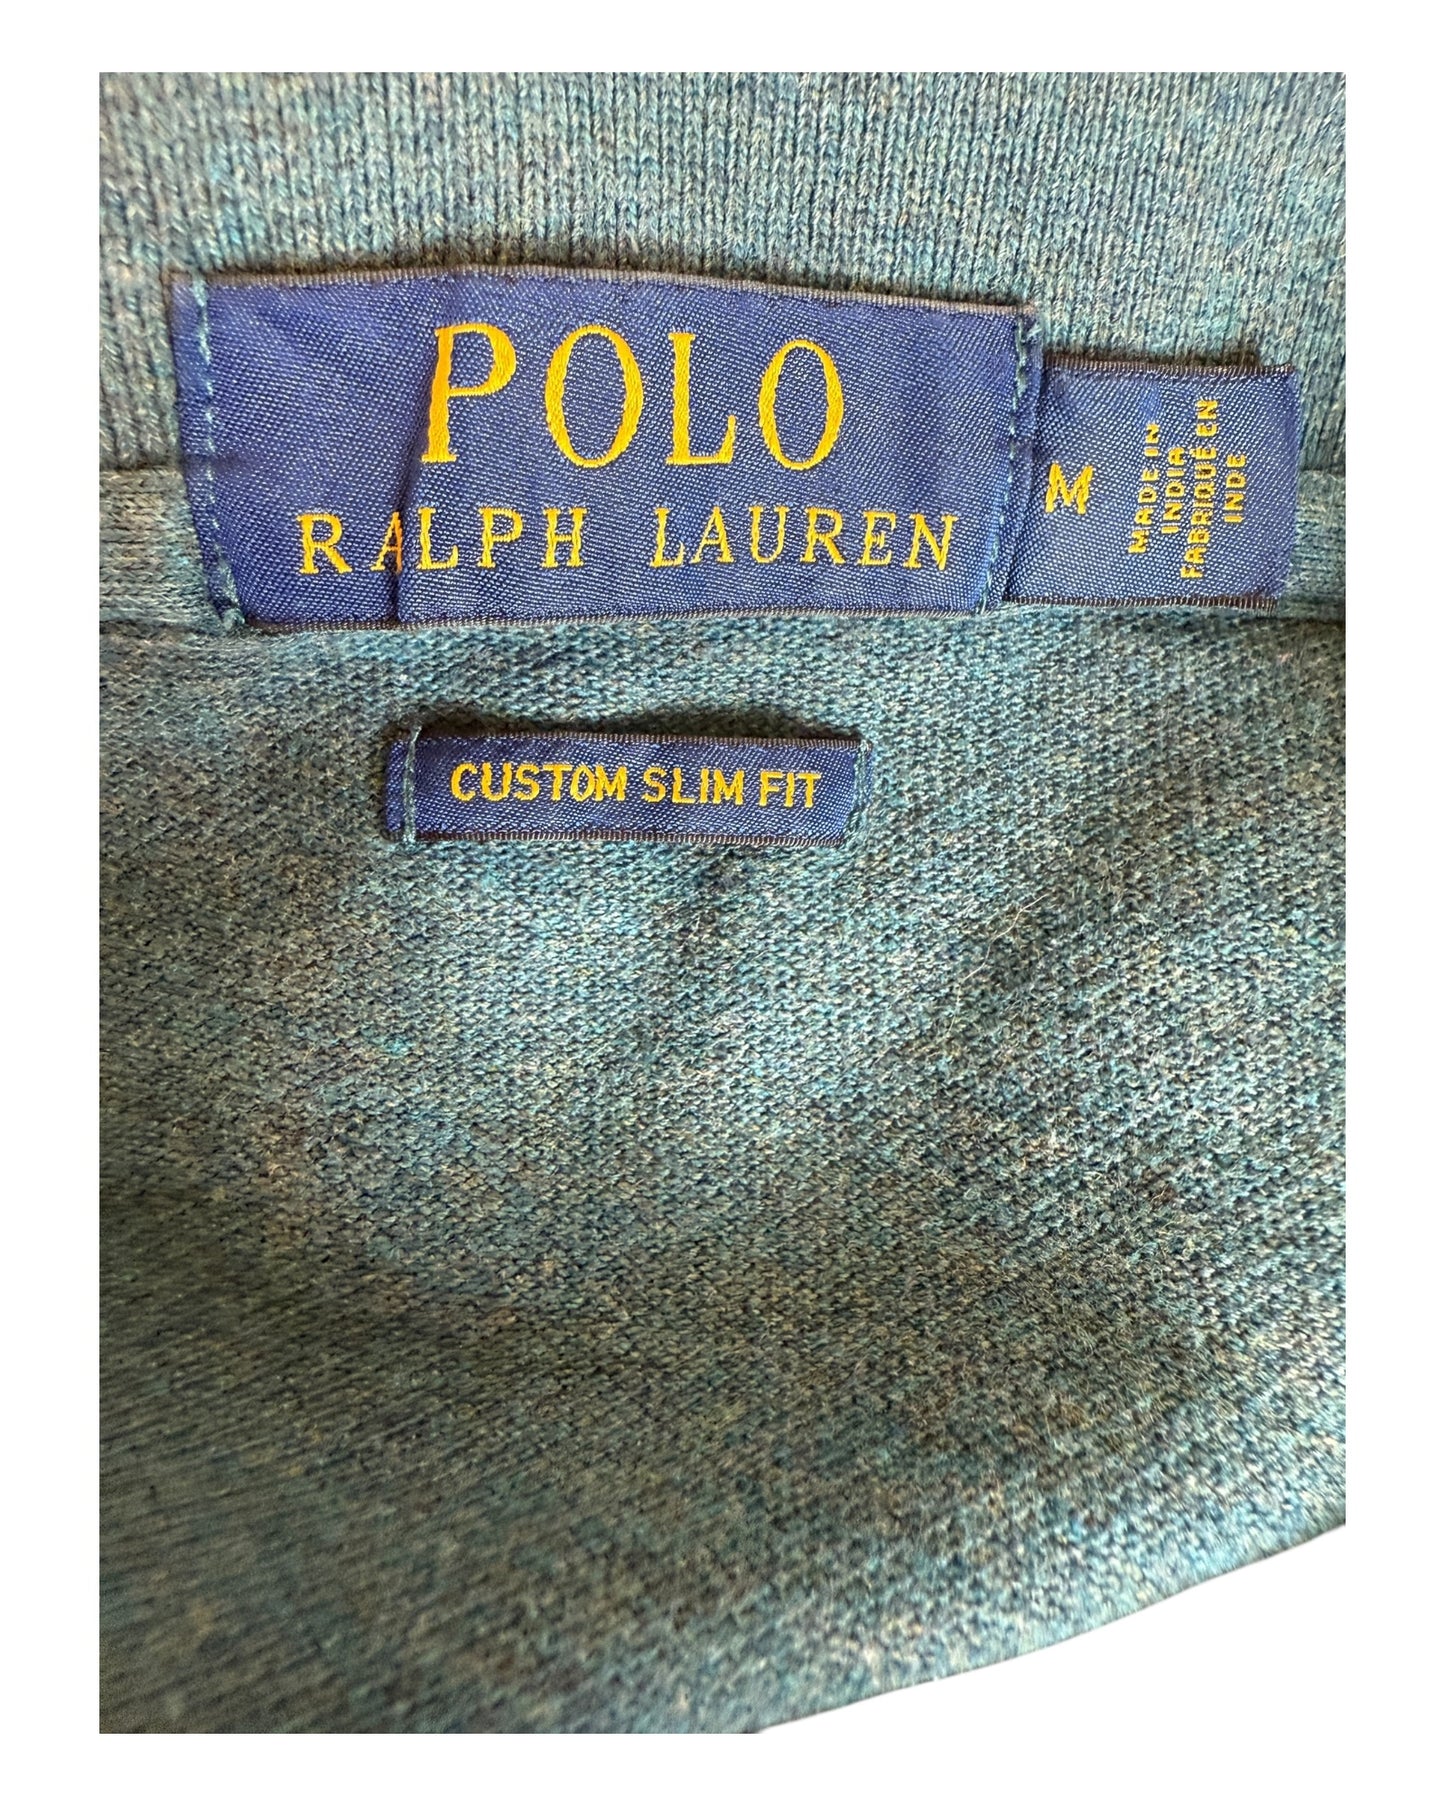 POLO
RALPH LAUREN
M
MADE IN
INDIA
FABRIQUÉ EN
INDE
CUSTOM SLIM FIT